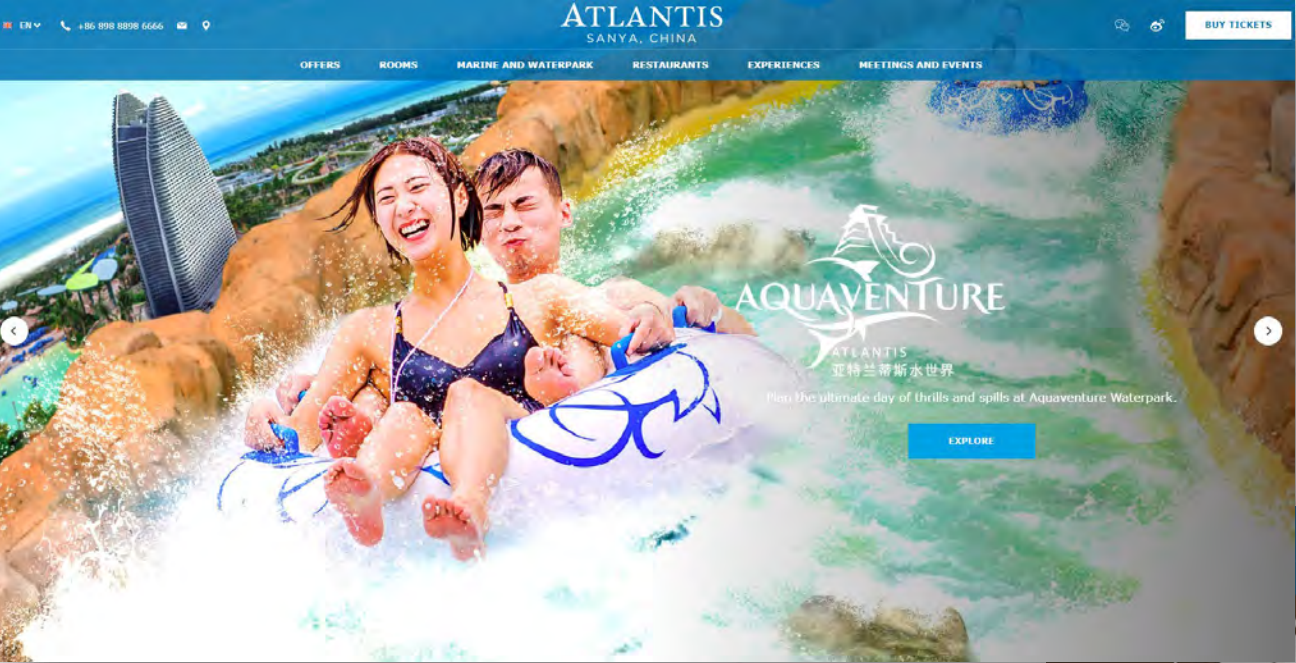 EN
+86 898 8898 6666
ATLANTIS
SANYA, CHINA
BUY TICKETS
OFFERS ROOMS MARINE AND WATERPARK RESTAURANTS EXPERIENCES MEETINGS AND EVENTS
AQUAVENTURE
ATLANTIS
亚特兰蒂斯水世界
Plan the ultimate day of thrills and spills at Aquaventure Waterpark.
EXPLORE